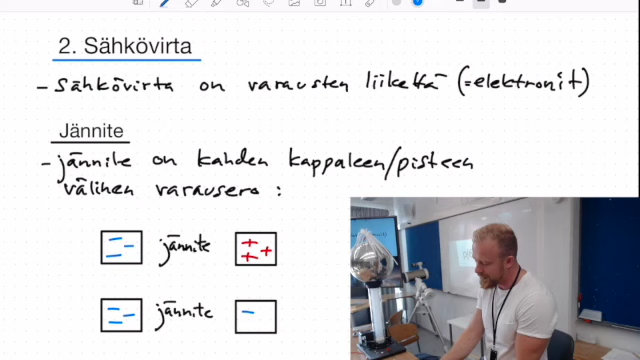 2. Sähkövirta
- Sähkövirta on varausten liikettä (=elektronit)
Jännite
- jännite on kahden kappaleen/pisteen
välinen varausero :
jännite
jännite